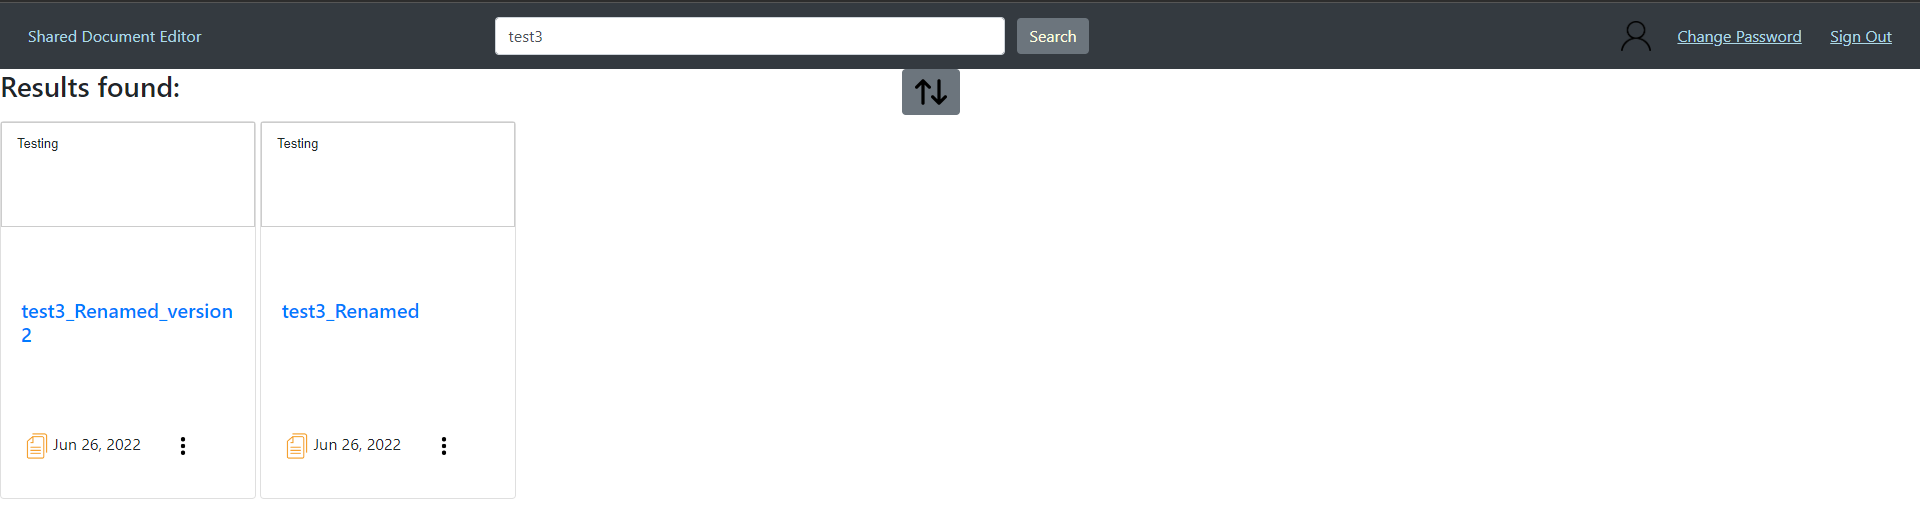 Shared Document Editor
test3
Search
Change Password
Sign Out
Results found:
Testing
Testing
test3_Renamed_version
2
test3_Renamed
Jun 26, 2022
Jun 26, 2022